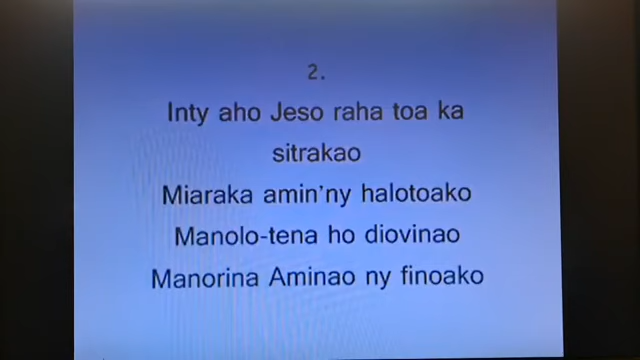 2.
Inty aho Jeso raha toa ka
sitrakao
Miaraka amin'ny halotoako
Manolo-tena ho diovinao
Manorina Aminao ny finoako